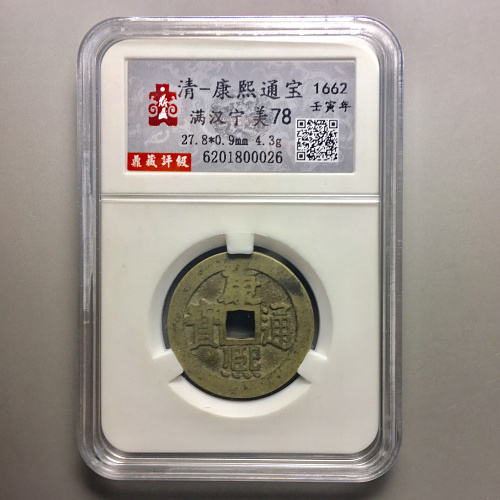 清-康熙通宝 1662
满汉宁 美78 壬寅年
27.8*0.9mm 4.3g
鼎藏評級 6201800026
康
寳 通
熙